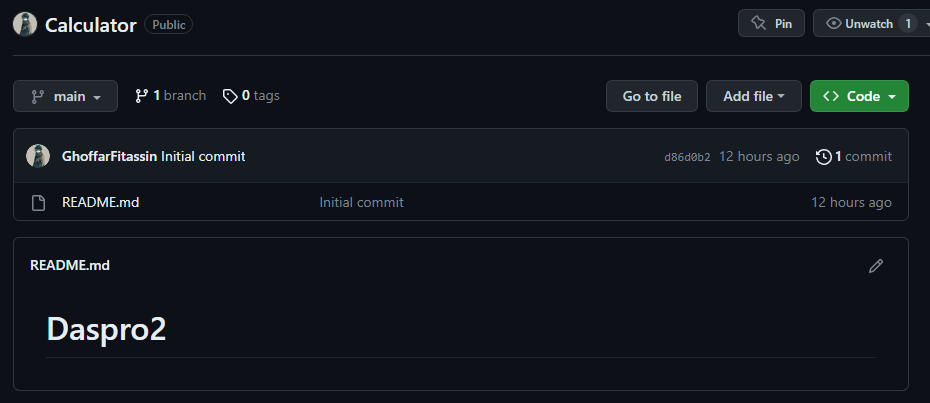 Calculator Public Pin Unwatch 1
main 1 branch 0 tags Go to file Add file Code
GhoffarFitassin Initial commit d86d0b2 12 hours ago 1 commit
README.md Initial commit 12 hours ago
README.md
Daspro2